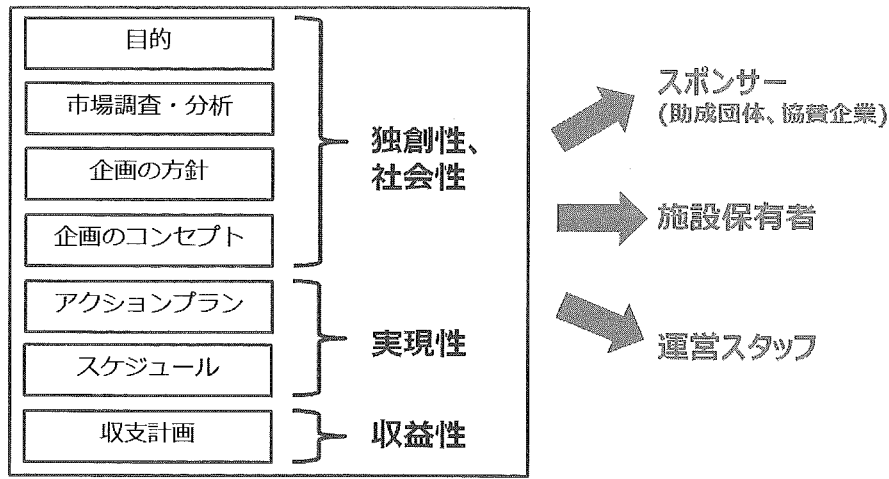 目的
市場調査・分析
企画の方針
企画のコンセプト
アクションプラン
スケジュール
収支計画
独創性、
社会性
実現性
収益性
スポンサー
(助成団体、協賛企業)
施設保有者
運営スタッフ